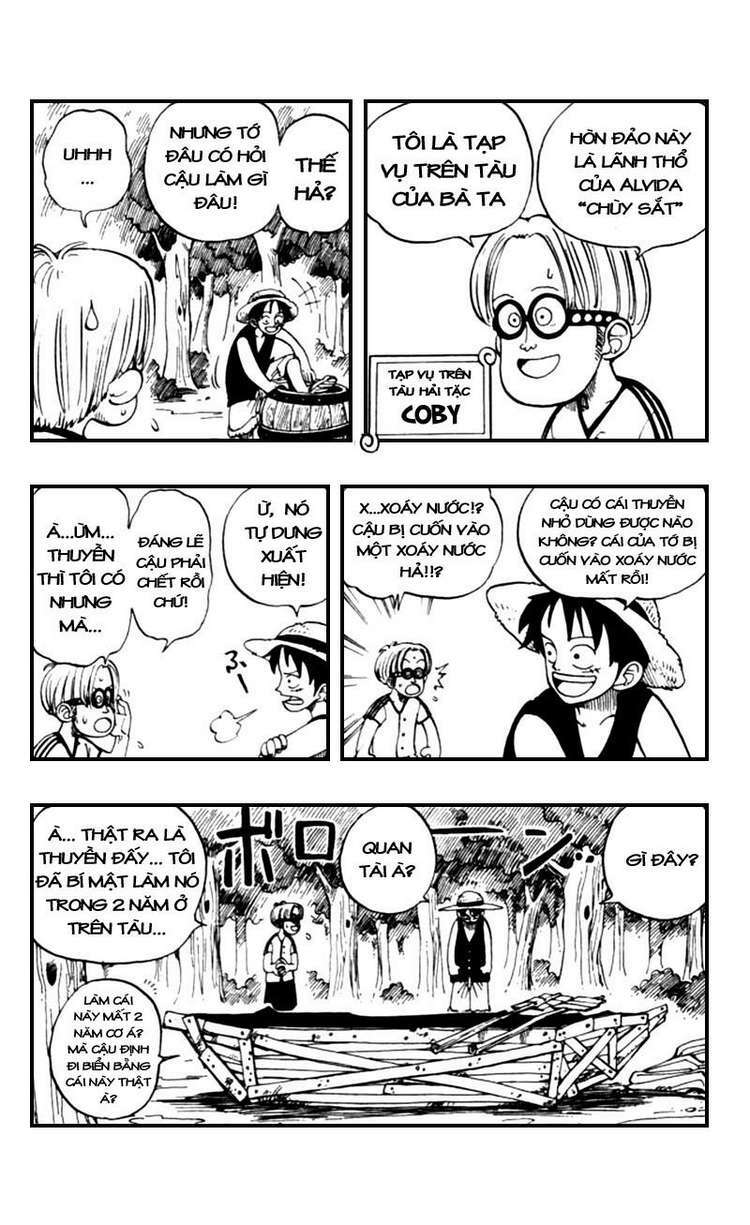 HÒN ĐẢO NÀY
LÀ LÃNH THỔ
CỦA ALVIDA
"CHÙY SẮT"
TÔI LÀ TẠP
VỤ TRÊN TÀU
CỦA BÀ TA
TẠP VỤ TRÊN
TÀU HẢI TẶC
COBY
THẾ
HẢ?
NHƯNG TỚ
ĐÂU CÓ HỎI
CẬU LÀM GÌ
ĐÂU!
UHHH
...
CẬU CÓ CÁI THUYỀN
NHỎ DÙNG ĐƯỢC NÀO
KHÔNG? CÁI CỦA TỚ BỊ
CUỐN VÀO XOÁY NƯỚC
MẤT RỒI!
X...XOÁY NƯỚC!?
CẬU BỊ CUỐN VÀO
MỘT XOÁY NƯỚC
HẢ!!?
Ừ, NÓ
TỰ DUNG
XUẤT
HIỆN!
ĐÁNG LẼ
CẬU PHẢI
CHẾT RỒI
CHỨ!
À...ỪM...
THUYỀN
THÌ TÔI CÓ
NHƯNG
MÀ...
ふー
GÌ ĐÂY?
QUAN
TÀI À?
ボローン
À... THẬT RA LÀ
THUYỀN ĐẤY... TÔI
ĐÃ BÍ MẬT LÀM NÓ
TRONG 2 NĂM Ở
TRÊN TÀU...
LÀM CÁI
NÀY MẤT 2
NĂM CƠ Á?
MÀ CẬU ĐỊNH
ĐI BIỂN BẰNG
CÁI NÀY THẬT
À?